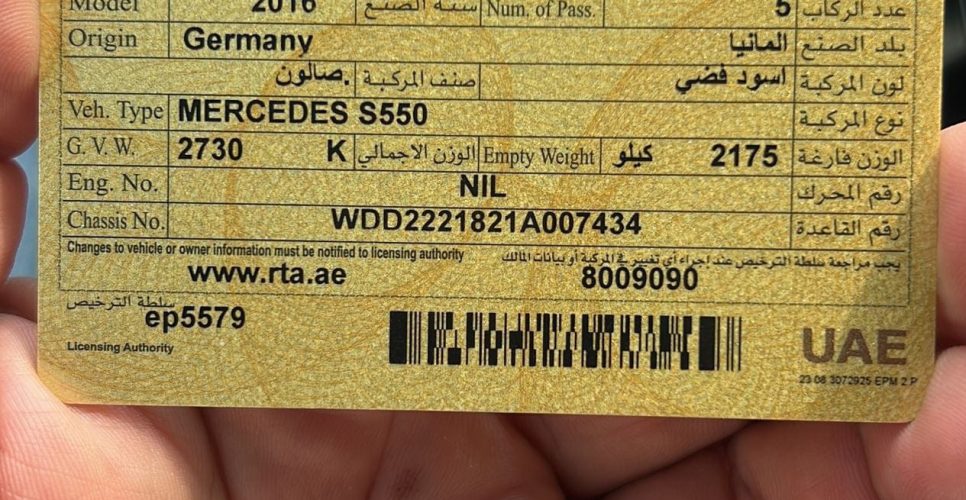 Model 2016 سنة الصنع Num. of Pass. 5 عدد الركاب
Origin Germany المانيا بلد الصنع
صالون. صنف المركبة اسود فضي لون المركبة
Veh. Type MERCEDES S550 نوع المركبة
G. V. W. 2730 K الوزن الاجمالي Empty Weight كيلو 2175 الوزن فارغة
Eng. No. NIL رقم المحرك
Chassis No. WDD2221821A007434 رقم القاعدة
Changes to vehicle or owner information must be notified to licensing authority يجب مراجعة سلطة الترخيص عند اجراء أي تغيير في المركبة أو بيانات المالك
www.rta.ae 8009090
سلطة الترخيص
ep5579
Licensing Authority
UAE
23 08 3072925 EPM 2 P